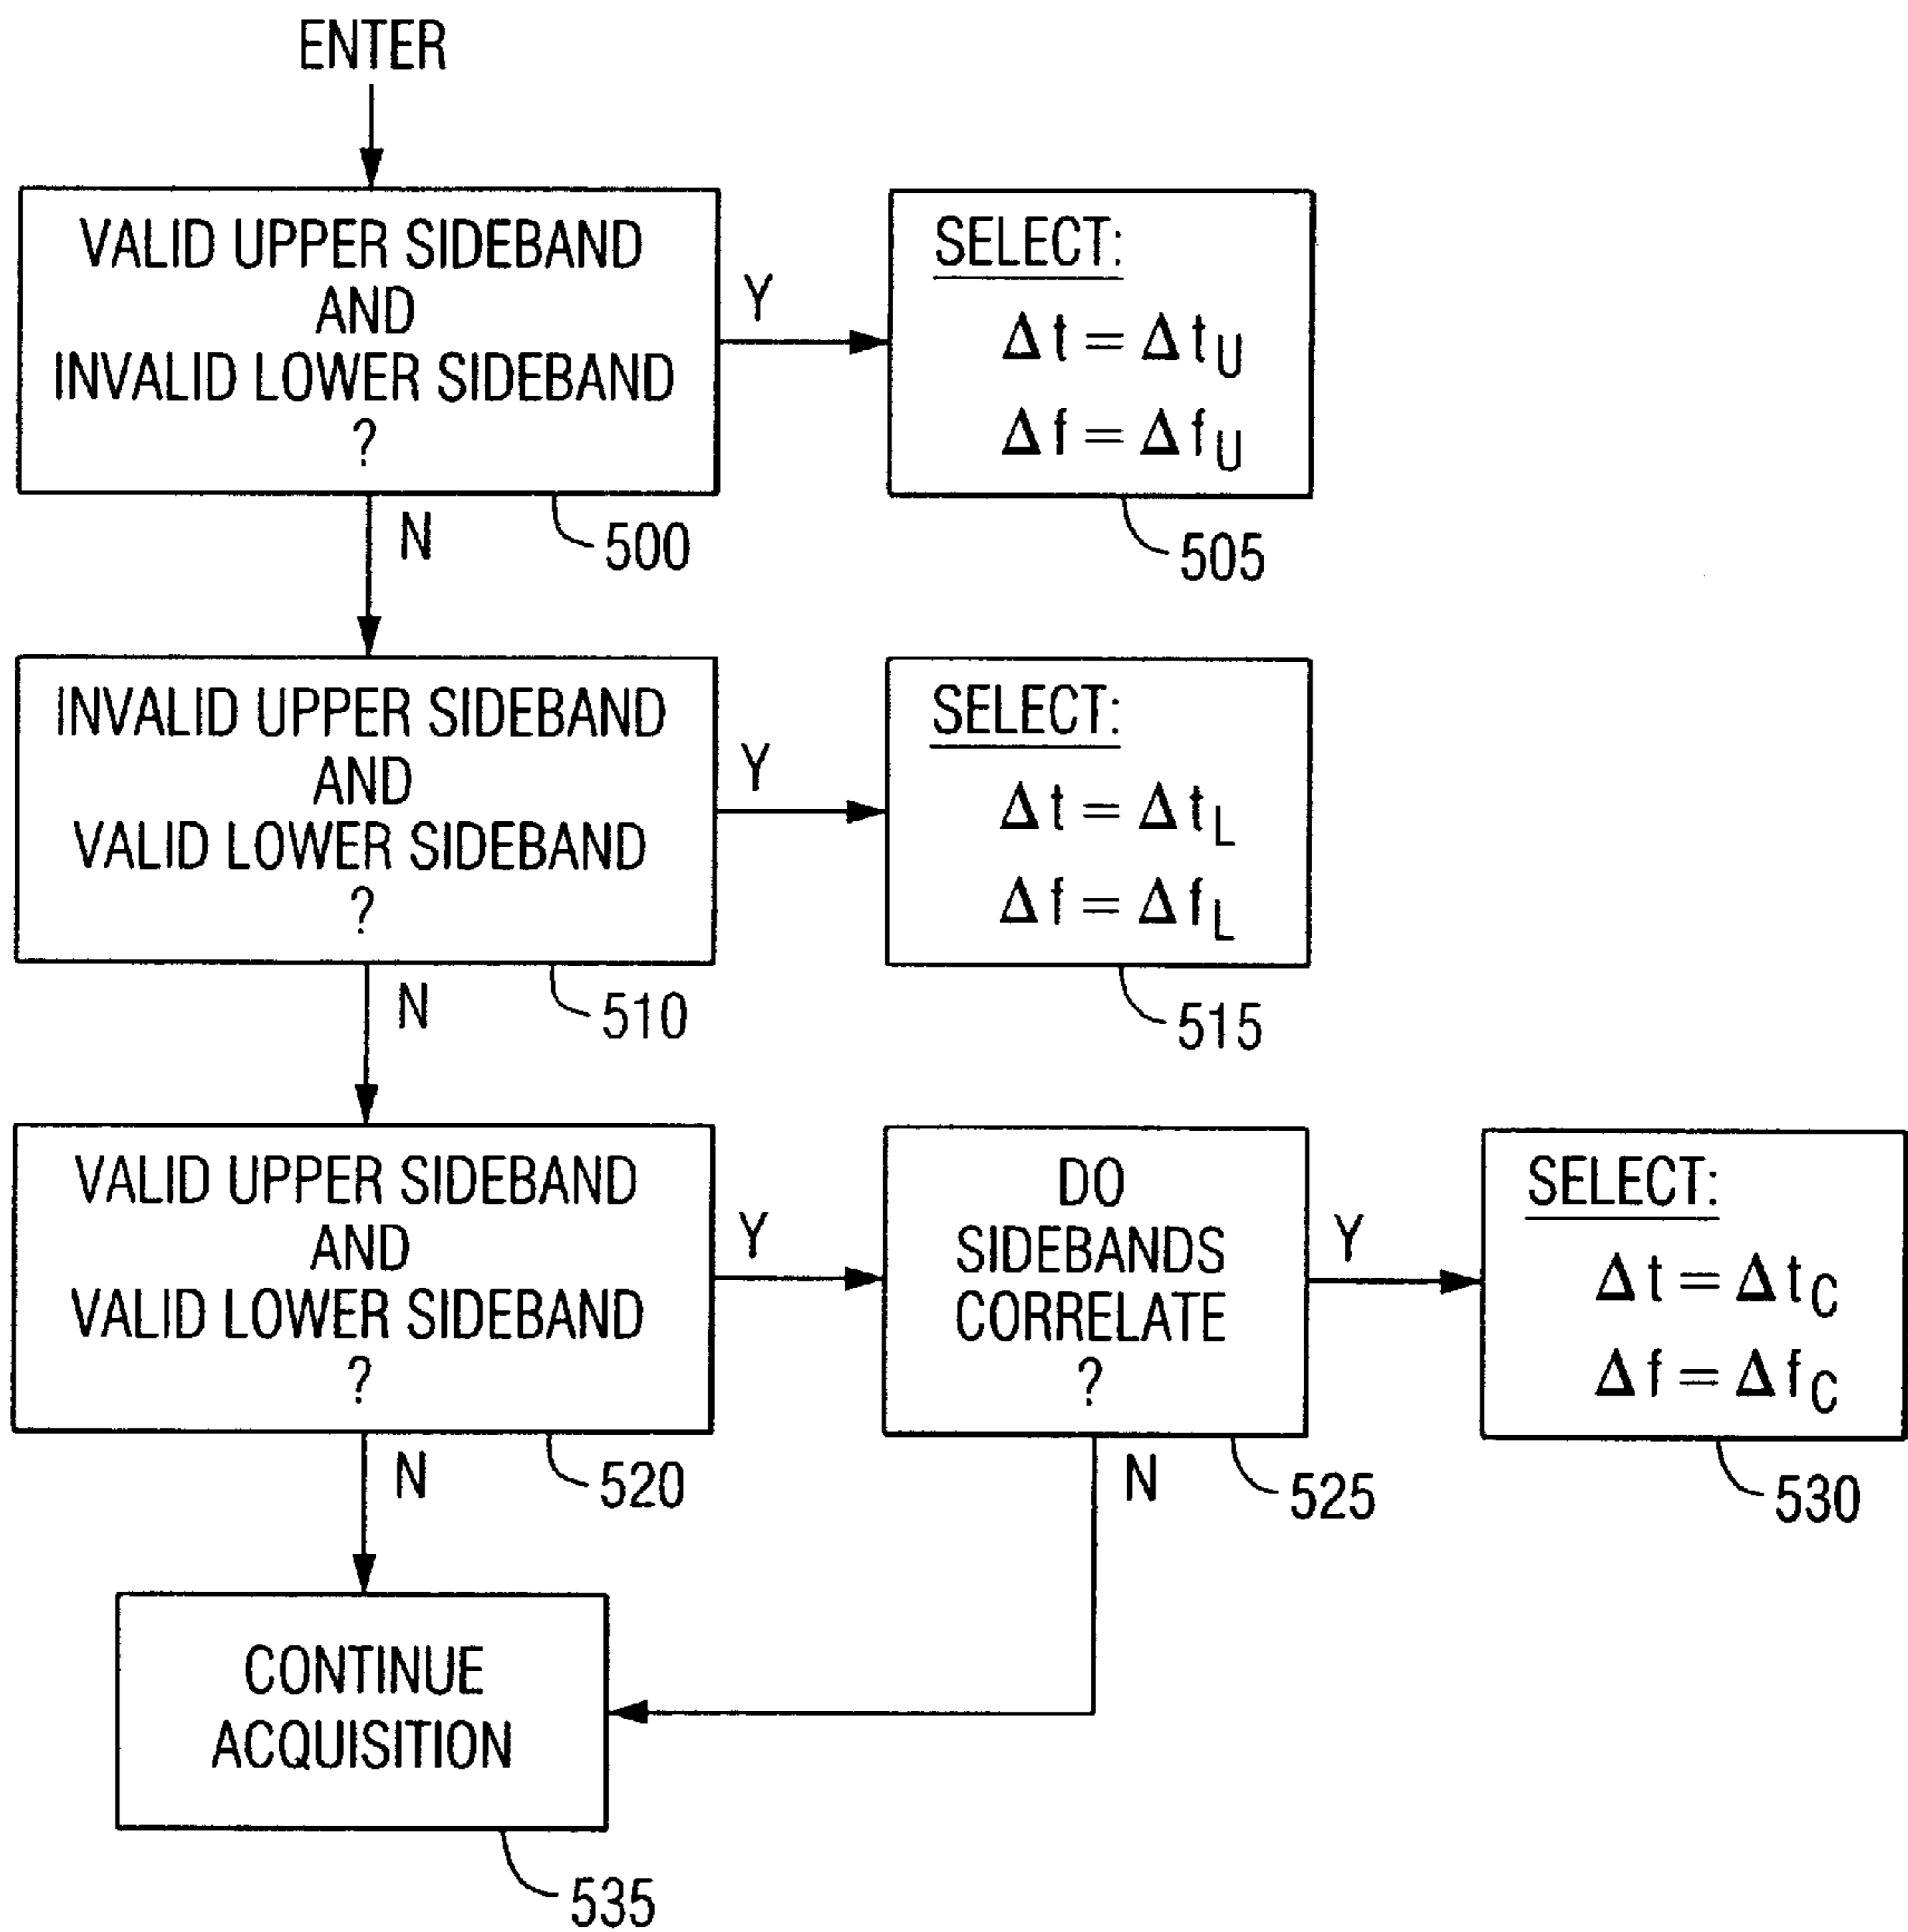 ENTER
VALID UPPER SIDEBAND
AND
INVALID LOWER SIDEBAND
?
Y
N
500
SELECT:
Δt = Δt_U
Δf = Δf_U
505
INVALID UPPER SIDEBAND
AND
VALID LOWER SIDEBAND
?
Y
N
510
SELECT:
Δt = Δt_L
Δf = Δf_L
515
VALID UPPER SIDEBAND
AND
VALID LOWER SIDEBAND
?
Y
N
520
DO
SIDEBANDS
CORRELATE
?
Y
N
525
SELECT:
Δt = Δt_C
Δf = Δf_C
530
CONTINUE
ACQUISITION
535